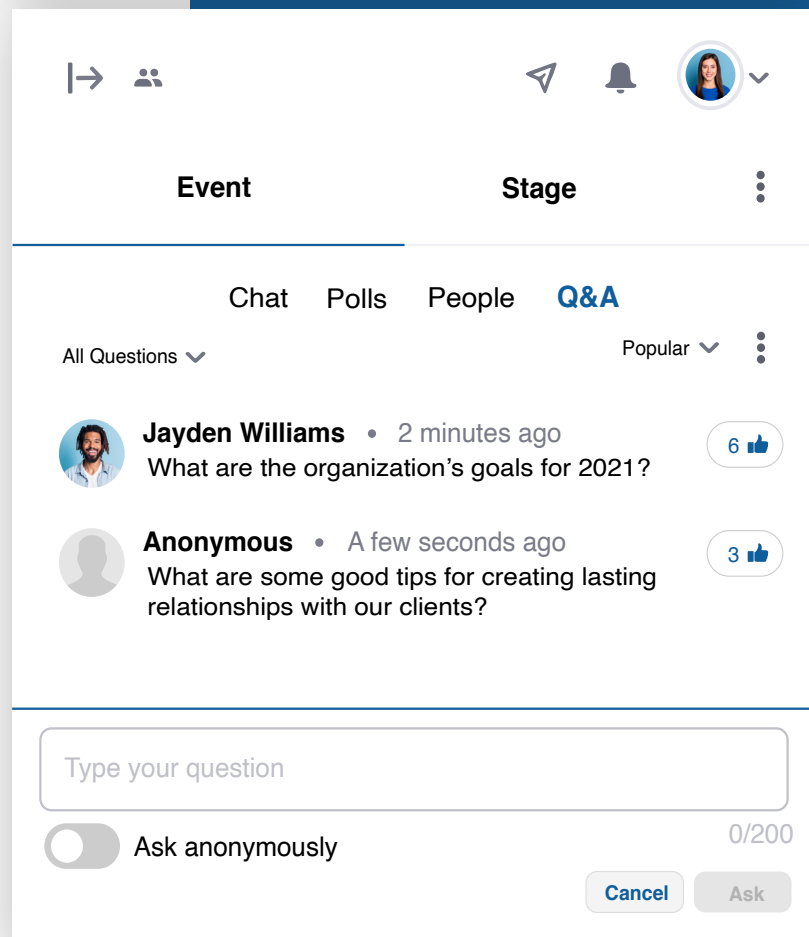 Event Stage
Chat Polls People Q&A
All Questions Popular
Jayden Williams • 2 minutes ago
What are the organization’s goals for 2021?
6
Anonymous • A few seconds ago
What are some good tips for creating lasting
relationships with our clients?
3
Type your question
Ask anonymously 0/200
Cancel Ask